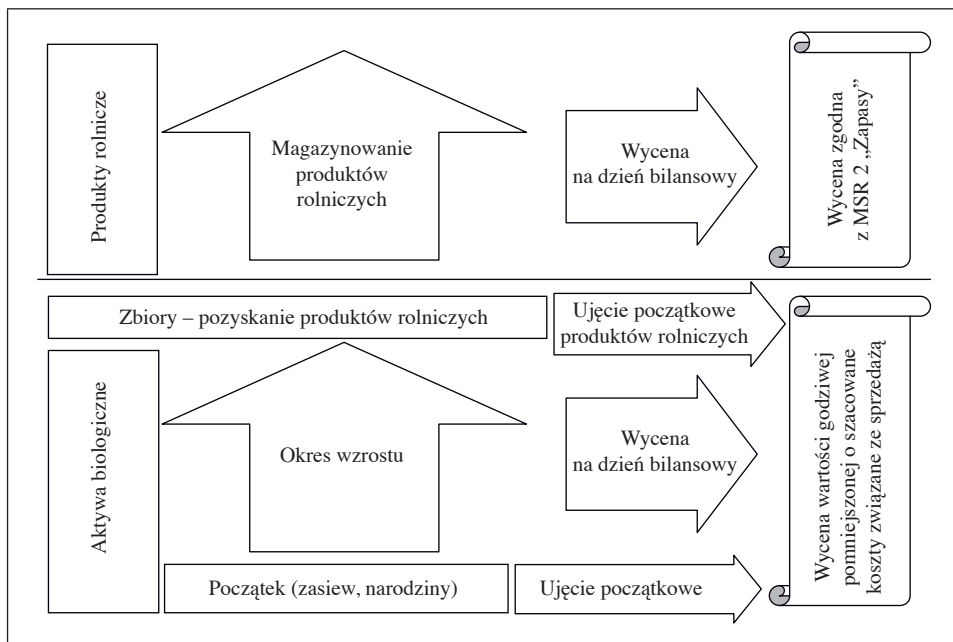 Produkty rolnicze
Magazynowanie
produktów
rolniczych
Wycena
na dzień bilansowy
Wycena zgodna
z MSR 2 „Zapasy”
Zbiory – pozyskanie produktów rolniczych
Ujęcie początkowe
produktów rolniczych
Aktywa biologiczne
Okres wzrostu
Wycena
na dzień bilansowy
Wycena wartości godziwej
pomniejszonej o szacowane
koszty związane ze sprzedażą
Początek (zasiew, narodziny)
Ujęcie początkowe